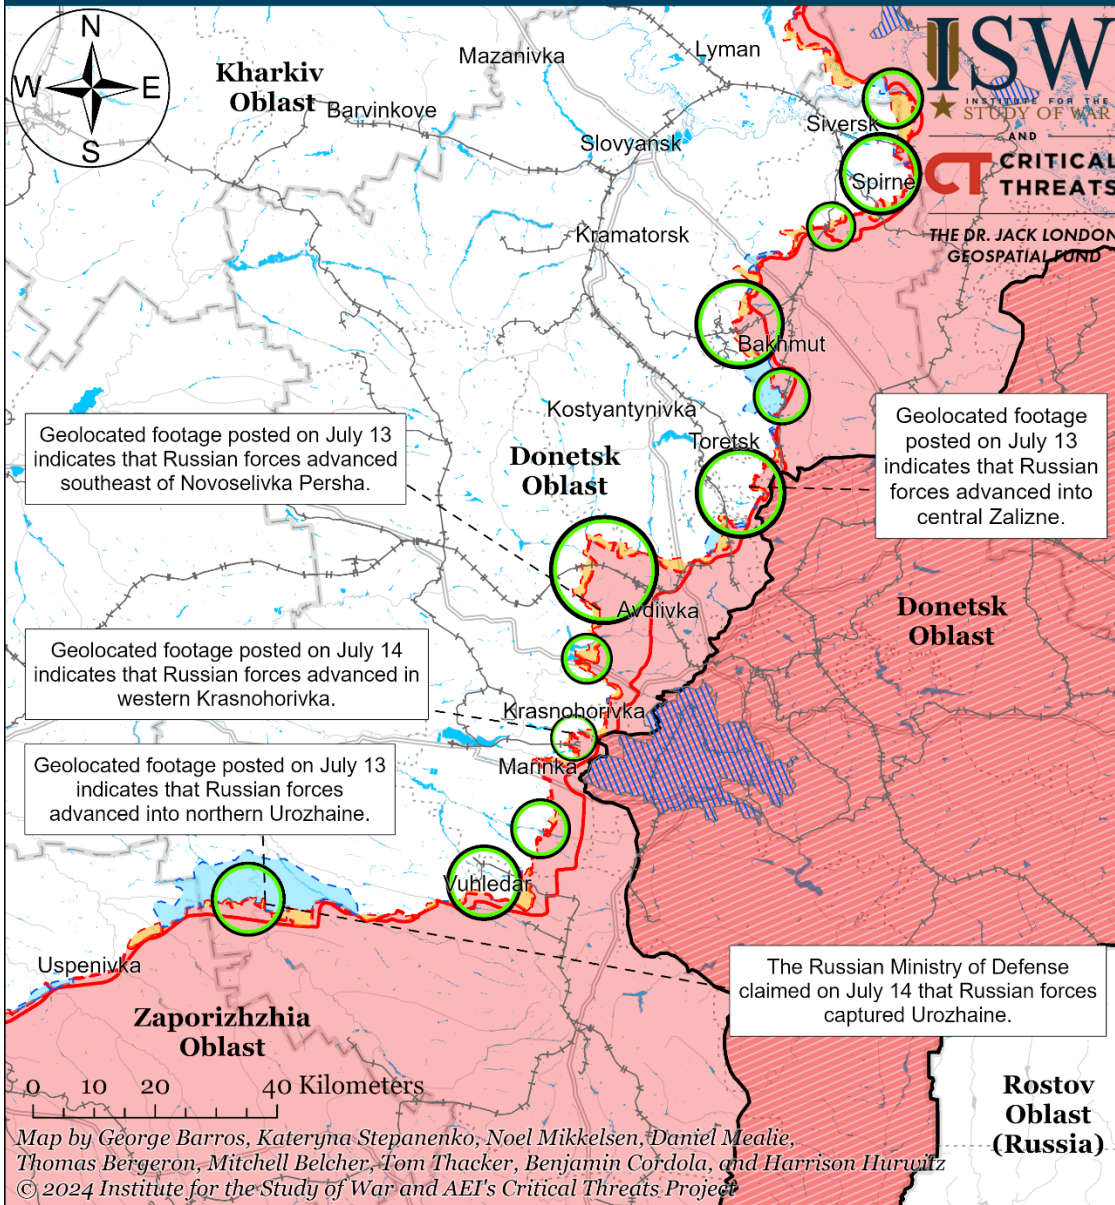 N
W
E
S
Kharkiv
Oblast
Mazanivka
Lyman
Barvinkove
Slovyansk
Siversk
Spirne
Kramatorsk
ISW
INSTITUTE FOR THE
STUDY OF WAR
AND
CT CRITICAL
THREATS
THE DR. JACK LONDON
GEOSPATIAL FUND
Bakhmut
Kostyantynivka
Toretsk
Donetsk
Oblast
Geolocated footage posted on July 13
indicates that Russian forces advanced
southeast of Novoselivka Persha.
Geolocated footage
posted on July 13
indicates that Russian
forces advanced into
central Zalizne.
Avdiivka
Donetsk
Oblast
Geolocated footage posted on July 14
indicates that Russian forces advanced in
western Krasnohorivka.
Krasnohorivka
Marinka
Geolocated footage posted on July 13
indicates that Russian forces
advanced into northern Urozhaine.
Vuhledar
Uspenivka
The Russian Ministry of Defense
claimed on July 14 that Russian forces
captured Urozhaine.
Zaporizhzhia
Oblast
0 10 20 40 Kilometers
Rostov
Oblast
(Russia)
Map by George Barros, Kateryna Stepanenko, Noel Mikkelsen, Daniel Mealie,
Thomas Bergeron, Mitchell Belcher, Tom Thacker, Benjamin Cordola, and Harrison Hurwitz
© 2024 Institute for the Study of War and AEI's Critical Threats Project